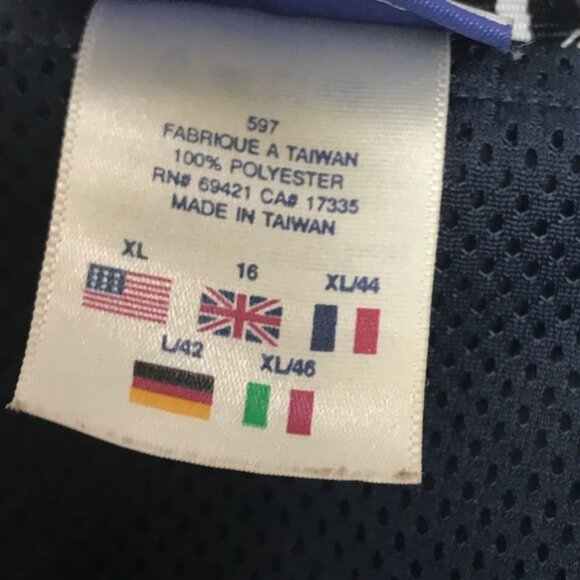 597
FABRIQUE A TAIWAN
100% POLYESTER
RN# 69421 CA# 17335
MADE IN TAIWAN
XL 16 XL/44
L/42 XL/46